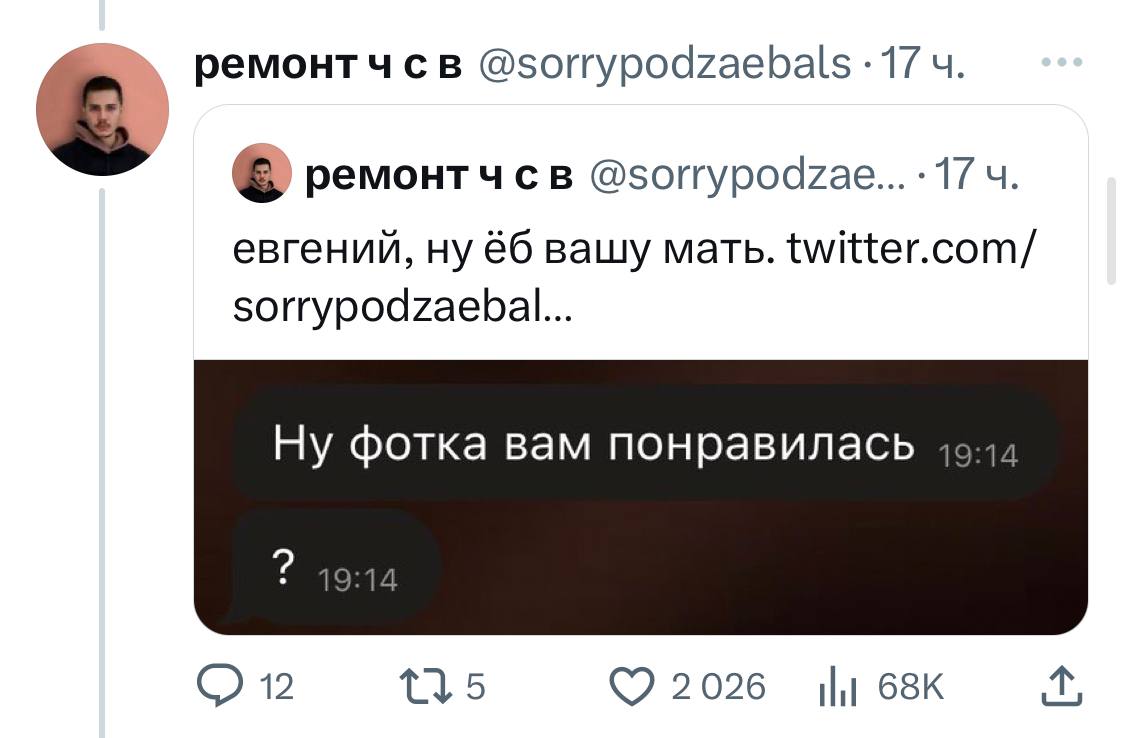 ремонт ч с в @sorrypodzaebals · 17 ч.
ремонт ч с в @sorrypodzae... · 17 ч.
евгений, ну ёб вашу мать. twitter.com/
sorrypodzaebal...
Ну фотка вам понравилась 19:14
? 19:14
12 5 2 026 68K